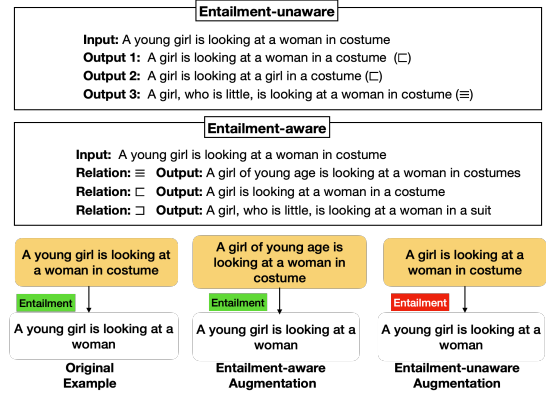 Entailment-unaware
Input: A young girl is looking at a woman in costume
Output 1: A girl is looking at a woman in a costume (⊏)
Output 2: A girl is looking at a girl in a costume (⊏)
Output 3: A girl, who is little, is looking at a woman in costume (≡)
Entailment-aware
Input: A young girl is looking at a woman in costume
Relation: ≡ Output: A girl of young age is looking at a woman in costumes
Relation: ⊏ Output: A girl is looking at a woman in a costume
Relation: ⊐ Output: A girl, who is little, is looking at a woman in a suit
A young girl is looking at
a woman in costume
Entailment
A young girl is looking at a
woman
Original
Example
A girl of young age is
looking at a woman in
costume
Entailment
A young girl is looking at a
woman
Entailment-aware
Augmentation
A girl is looking at a
woman in costume
Entailment
A young girl is looking at a
woman
Entailment-unaware
Augmentation